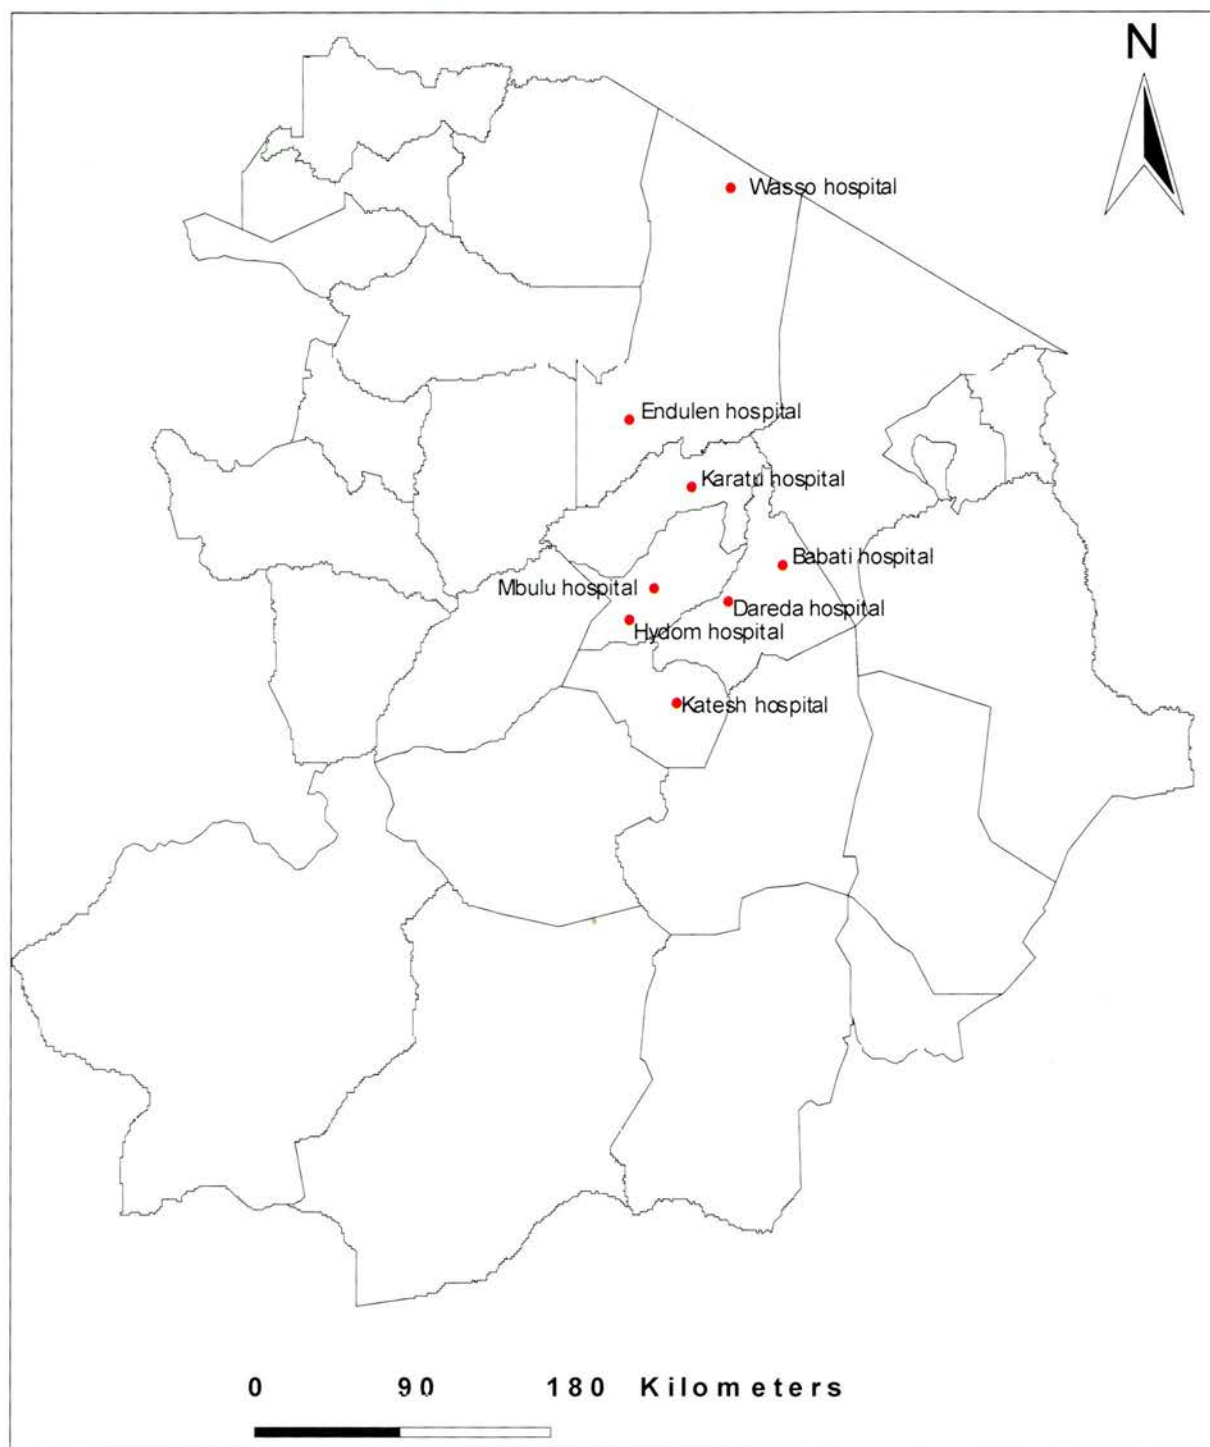 N
Wasso hospital
Endulen hospital
Karatu hospital
Babati hospital
Mbulu hospital
Dareda hospital
Hydom hospital
Katesh hospital
0 90 180 Kilometers